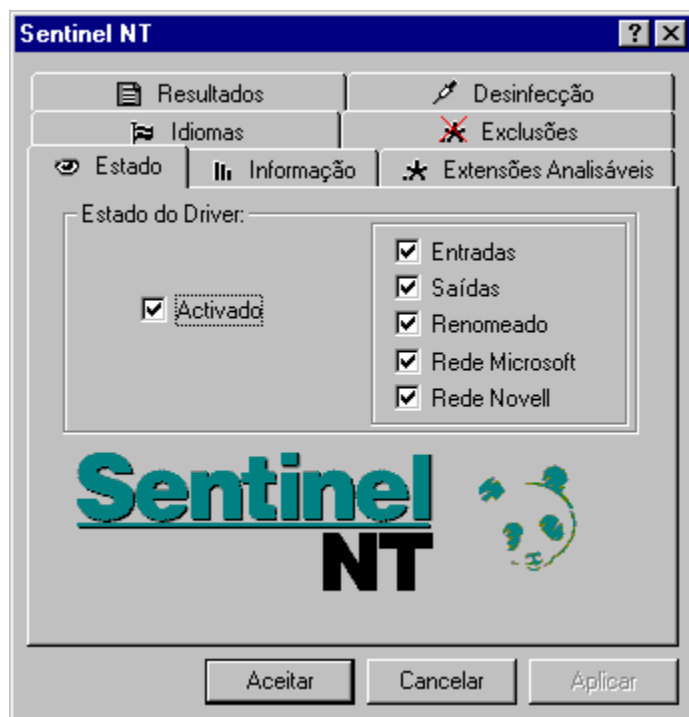 Sentinel NT
Resultados
Desinfecção
Idiomas
Exclusões
Estado
Informação
Extensões Analisáveis
Estado do Driver:
Activado
Entradas
Saídas
Renomeado
Rede Microsoft
Rede Novell
Sentinel
NT
Aceitar
Cancelar
Aplicar